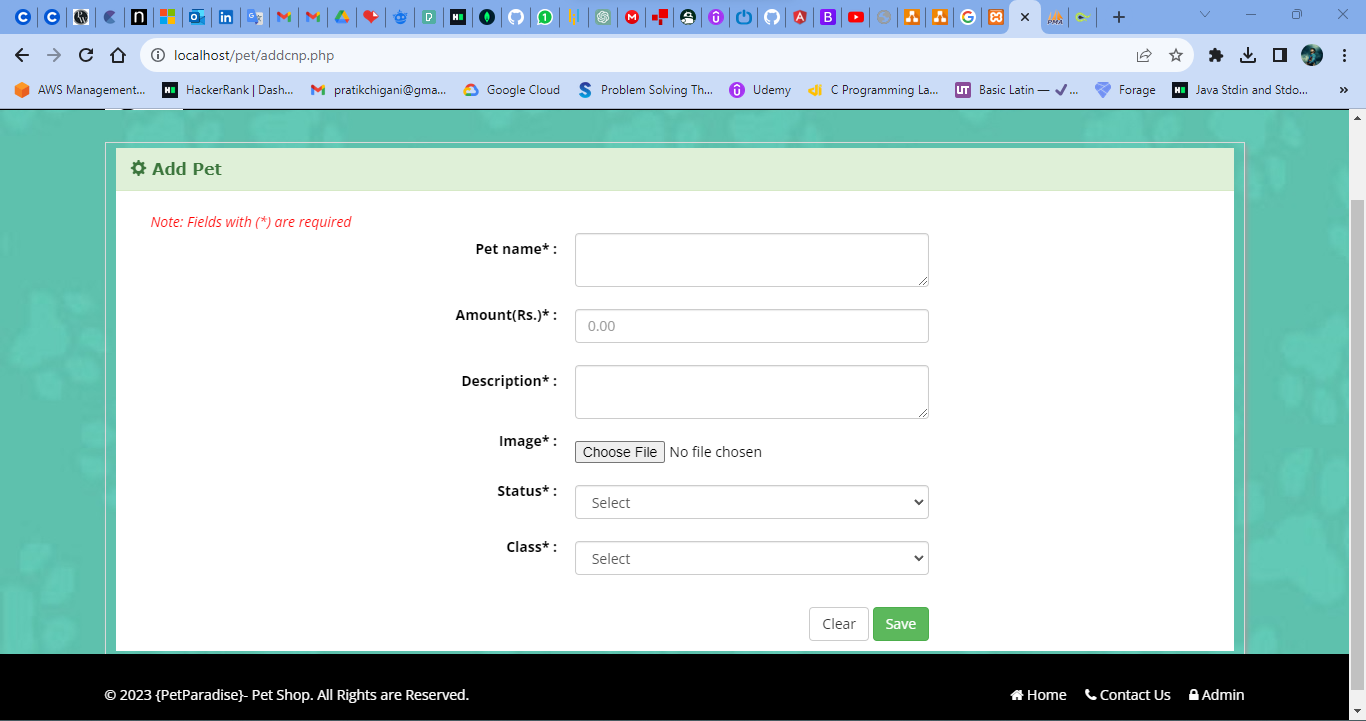 localhost/pet/addcnp.php
AWS Management... HackerRank | Dash... pratikchigani@gma... Google Cloud Problem Solving Th... Udemy C Programming La... Basic Latin — ✓... Forage Java Stdin and Stdo... »
Add Pet
Note: Fields with (*) are required
Pet name* :
Amount(Rs.)* : 0.00
Description* :
Image* : Choose File No file chosen
Status* : Select
Class* : Select
Clear Save
© 2023 {PetParadise}- Pet Shop. All Rights are Reserved. Home Contact Us Admin